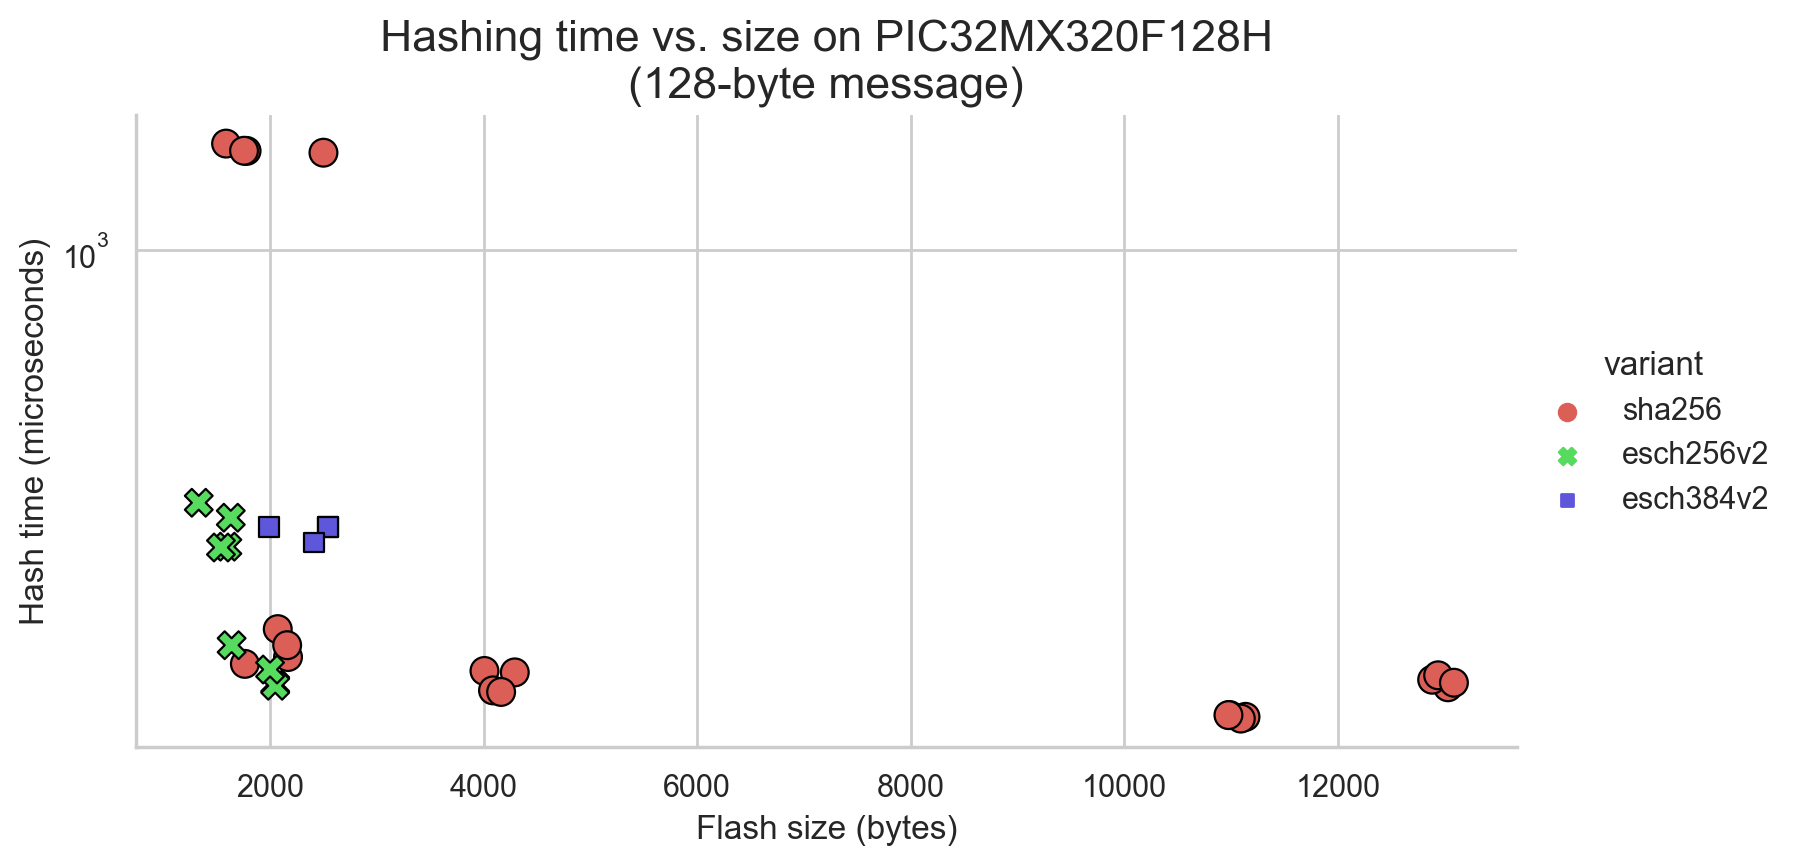 Hashing time vs. size on PIC32MX320F128H
(128-byte message)
Hash time (microseconds)
10³
2000 4000 6000 8000 10000 12000
Flash size (bytes)
variant
sha256
esch256v2
esch384v2